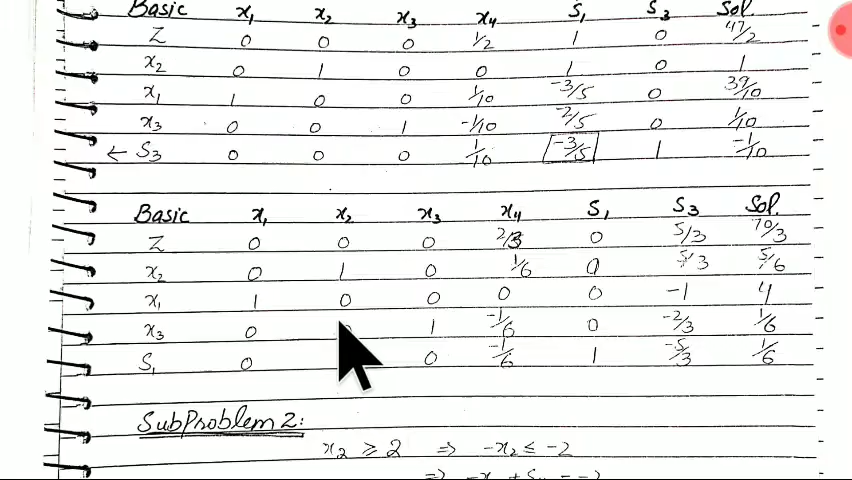 Basic x₁ x₂ x₃ x₄ S₁ S₃ Sol.
Z 0 0 0 1/2 1 0 47/2
x₂ 0 1 0 0 1 0 1
x₁ 1 0 0 1/10 -3/5 0 39/10
x₃ 0 0 1 -1/10 -2/5 0 1/10
← S₃ 0 0 0 1/10 -3/5 1 -1/10
Basic x₁ x₂ x₃ x₄ S₁ S₃ Sol.
Z 0 0 0 2/3 0 5/3 70/3
x₂ 0 1 0 1/6 0 5/3 5/6
x₁ 1 0 0 0 0 -1 4
x₃ 0 0 1 -1/6 0 -2/3 1/6
S₁ 0 0 -1/6 1 -5/3 1/6
SubProblem 2:
x₂ ≥ 2 ⇒ -x₂ ≤ -2